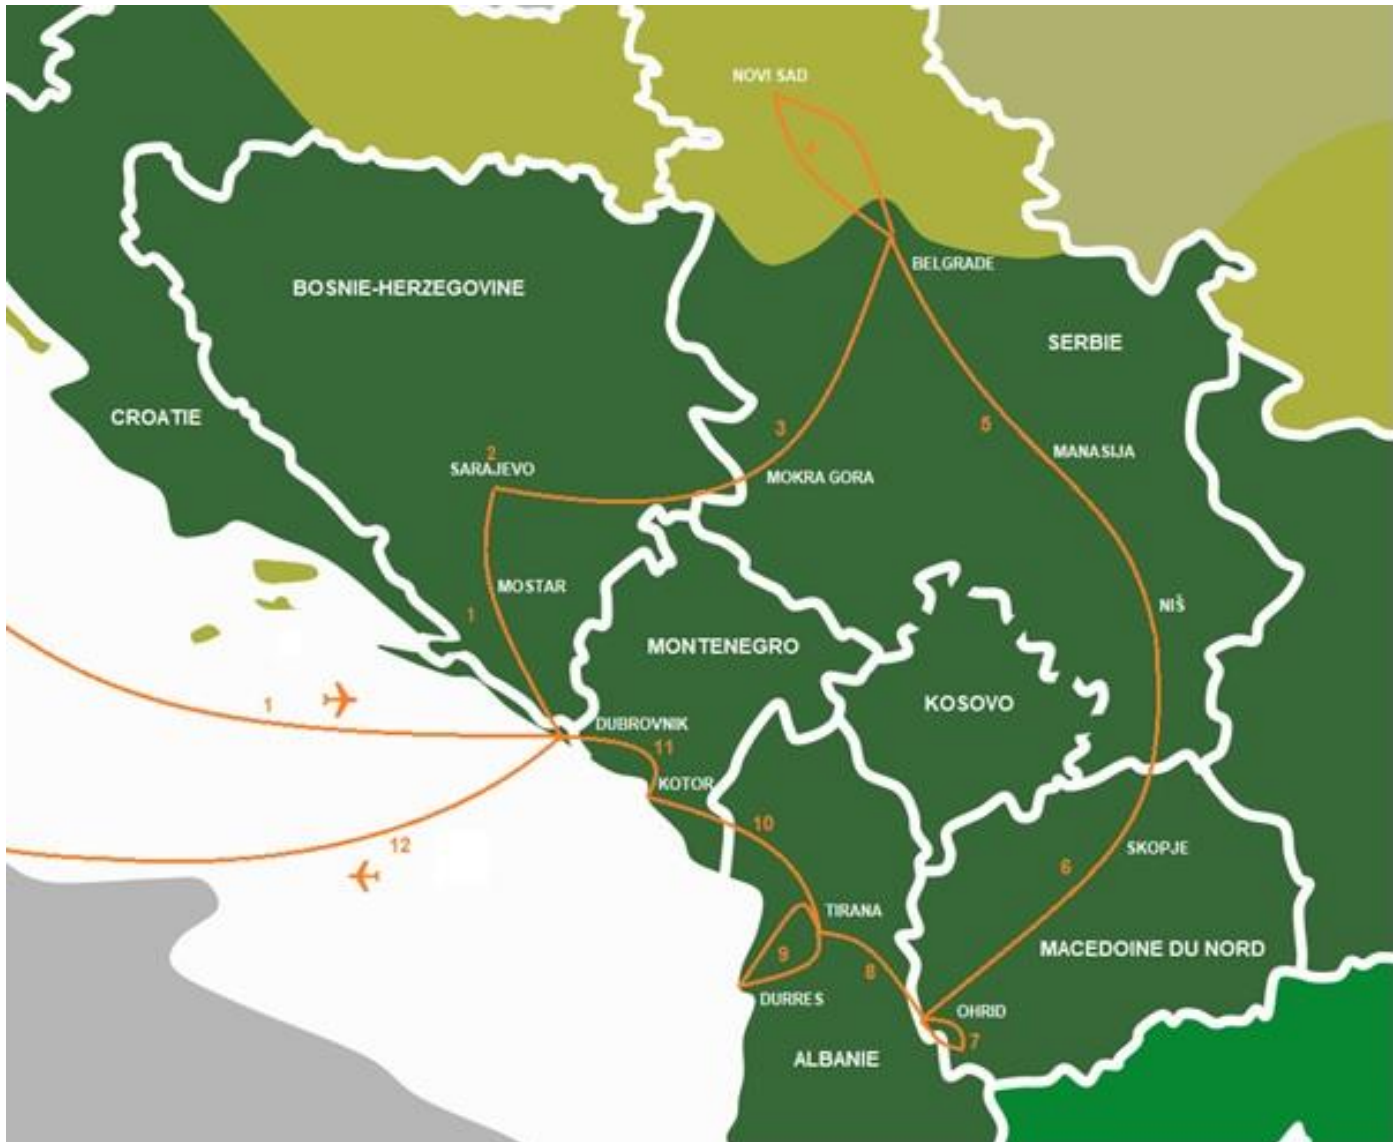 NOVI SAD
4
BELGRADE
BOSNIE-HERZEGOVINE
SERBIE
CROATIE
3
5
2
SARAJEVO
MANASIJA
MOKRA GORA
MOSTAR
1
NIŠ
MONTENEGRO
KOSOVO
1
DUBROVNIK
11
KOTOR
10
12
SKOPJE
6
TIRANA
MACEDOINE DU NORD
9
8
DURRES
OHRID
7
ALBANIE